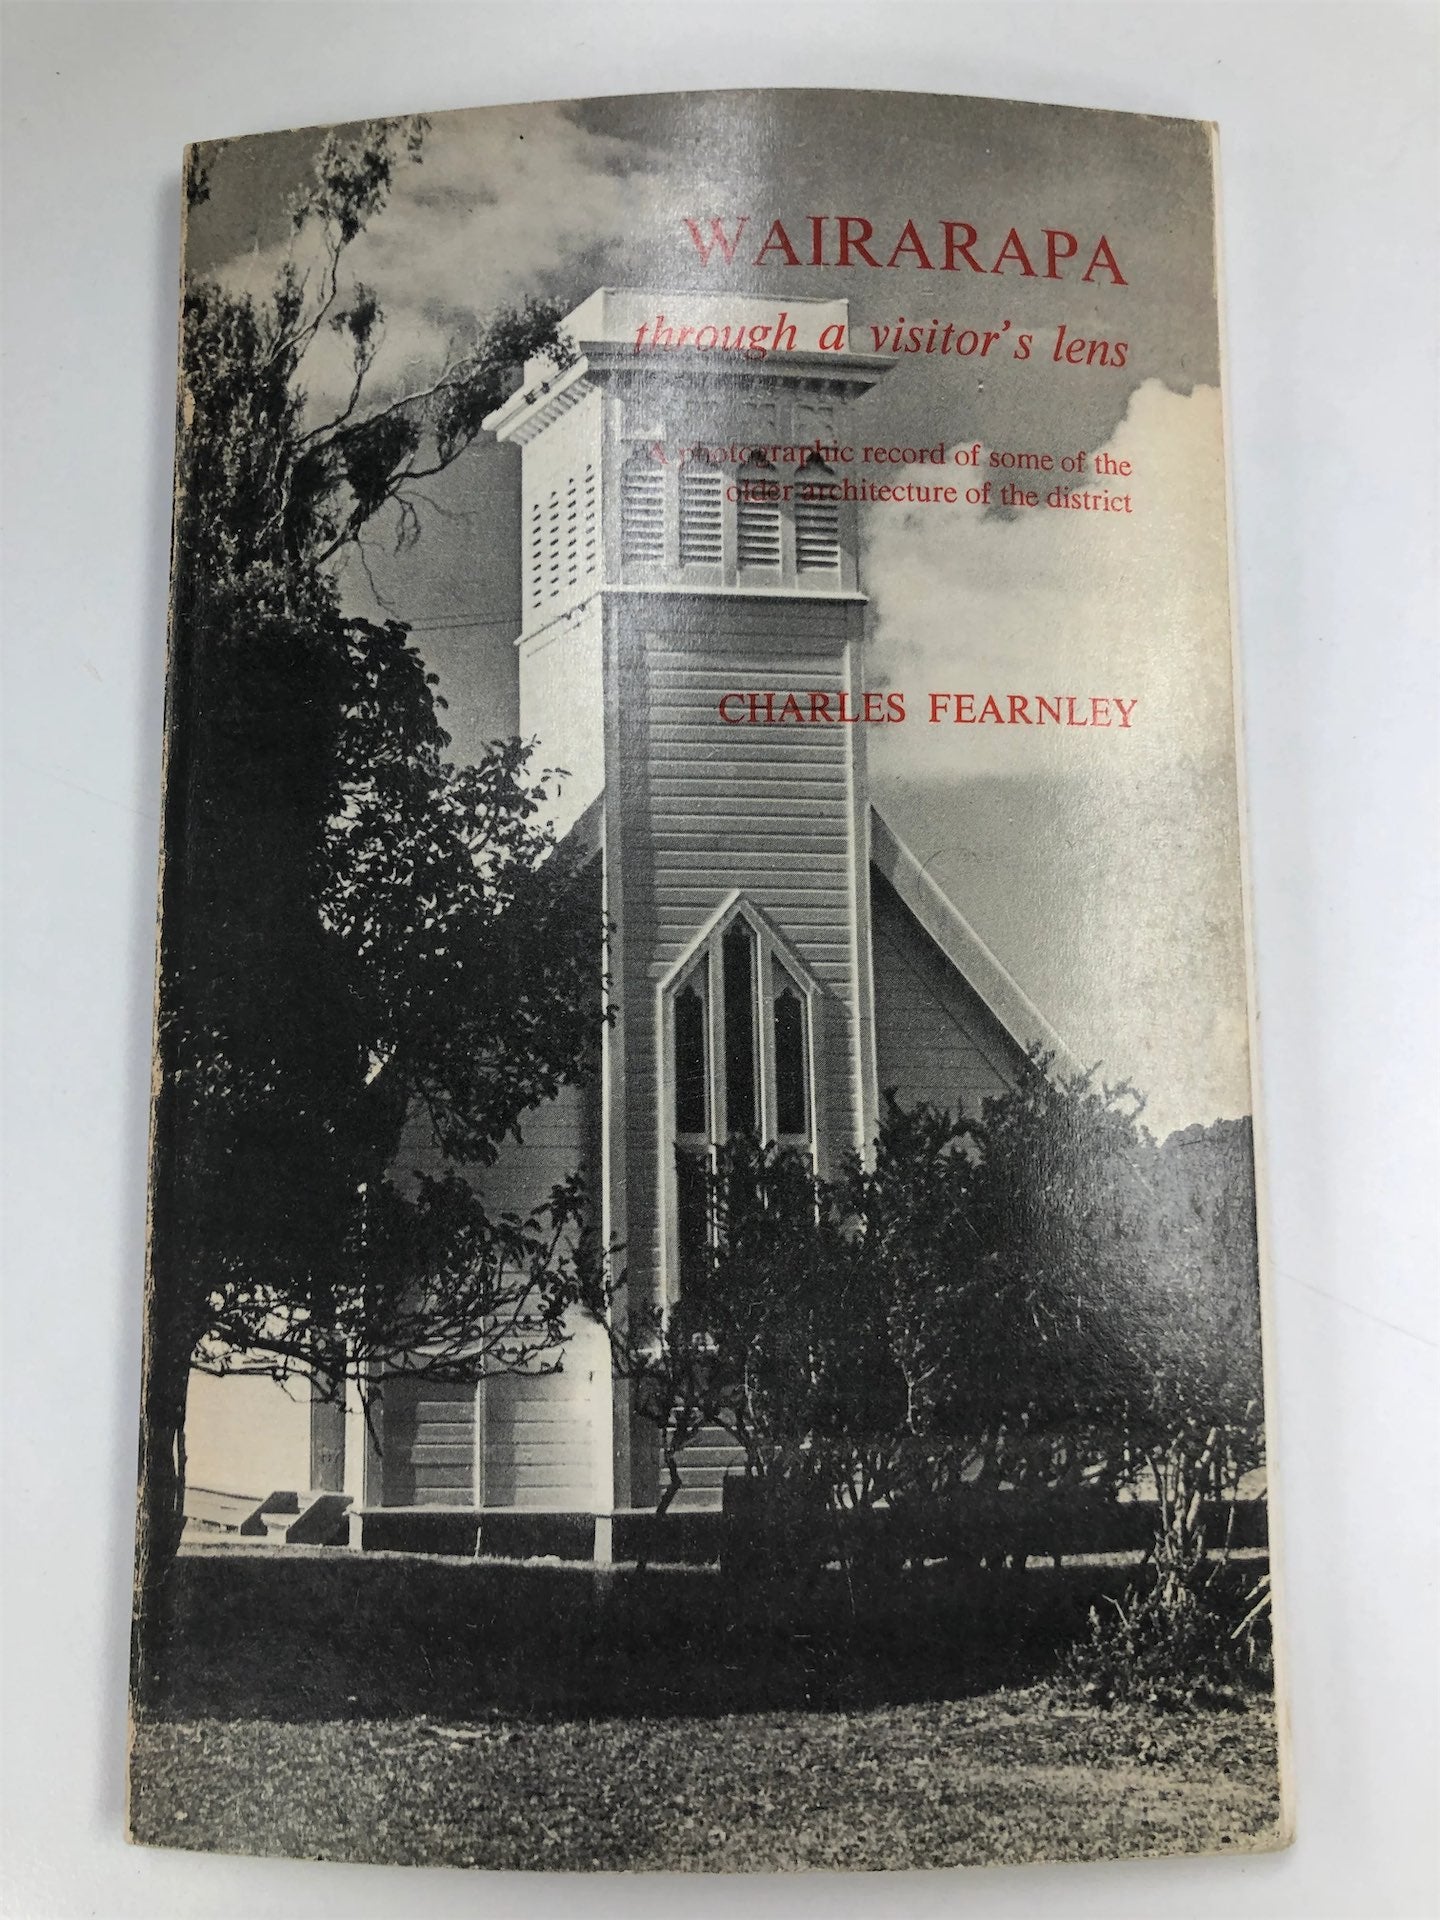 WAIRARAPA
through a visitor's lens
A photographic record of some of the
older architecture of the district
CHARLES FEARNLEY